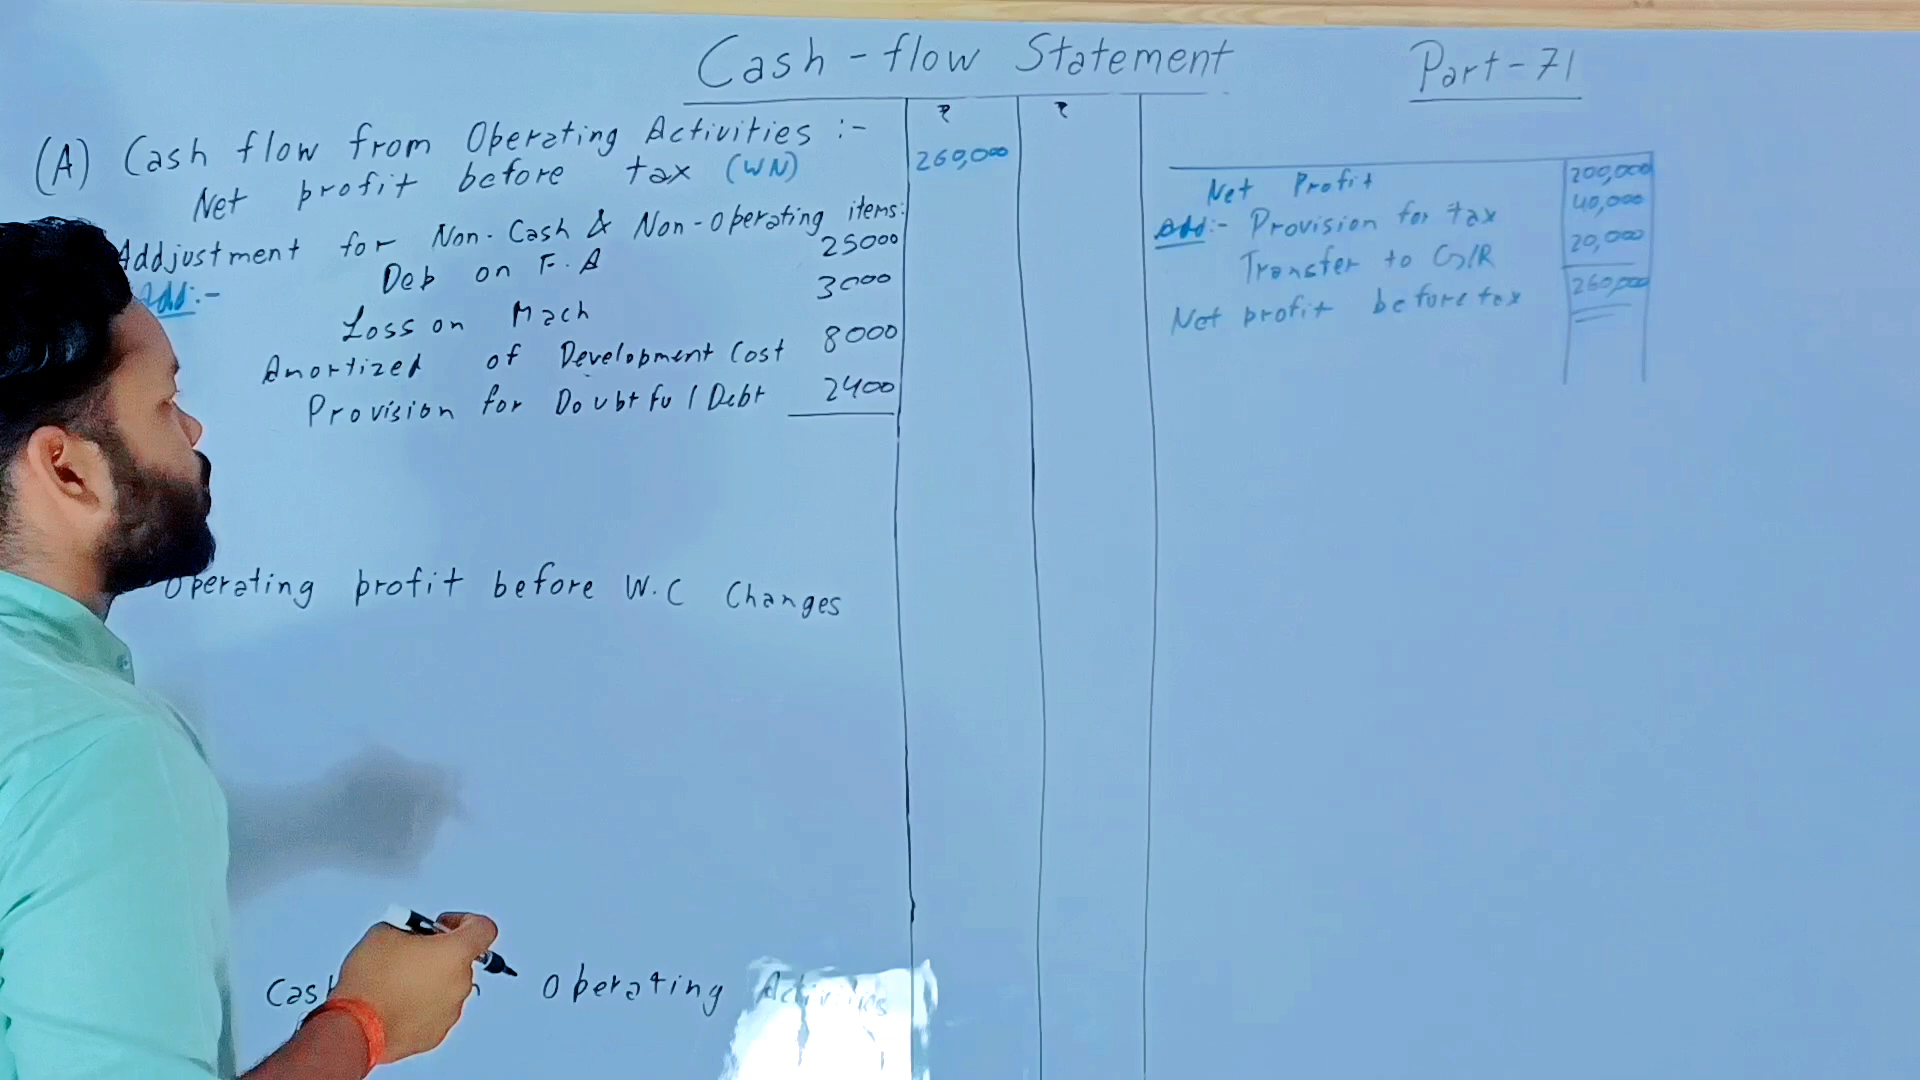 Cash-flow Statement
Part-71
₹ ₹
(A) Cash flow from Operating Activities :-
Net profit before tax (WN) 260,000
Addjustment for Non-Cash & Non-Operating items:
Add:- Dep on F.A 25000
Loss on Mach 3000
Amortized of Development Cost 8000
Provision for Doubtful Debt 2400
Operating profit before W.C Changes
Operating Activities
Net Profit 200,000
Add:- Provision for tax 40,000
Transfer to G/R 20,000
Net profit before tax 260,000